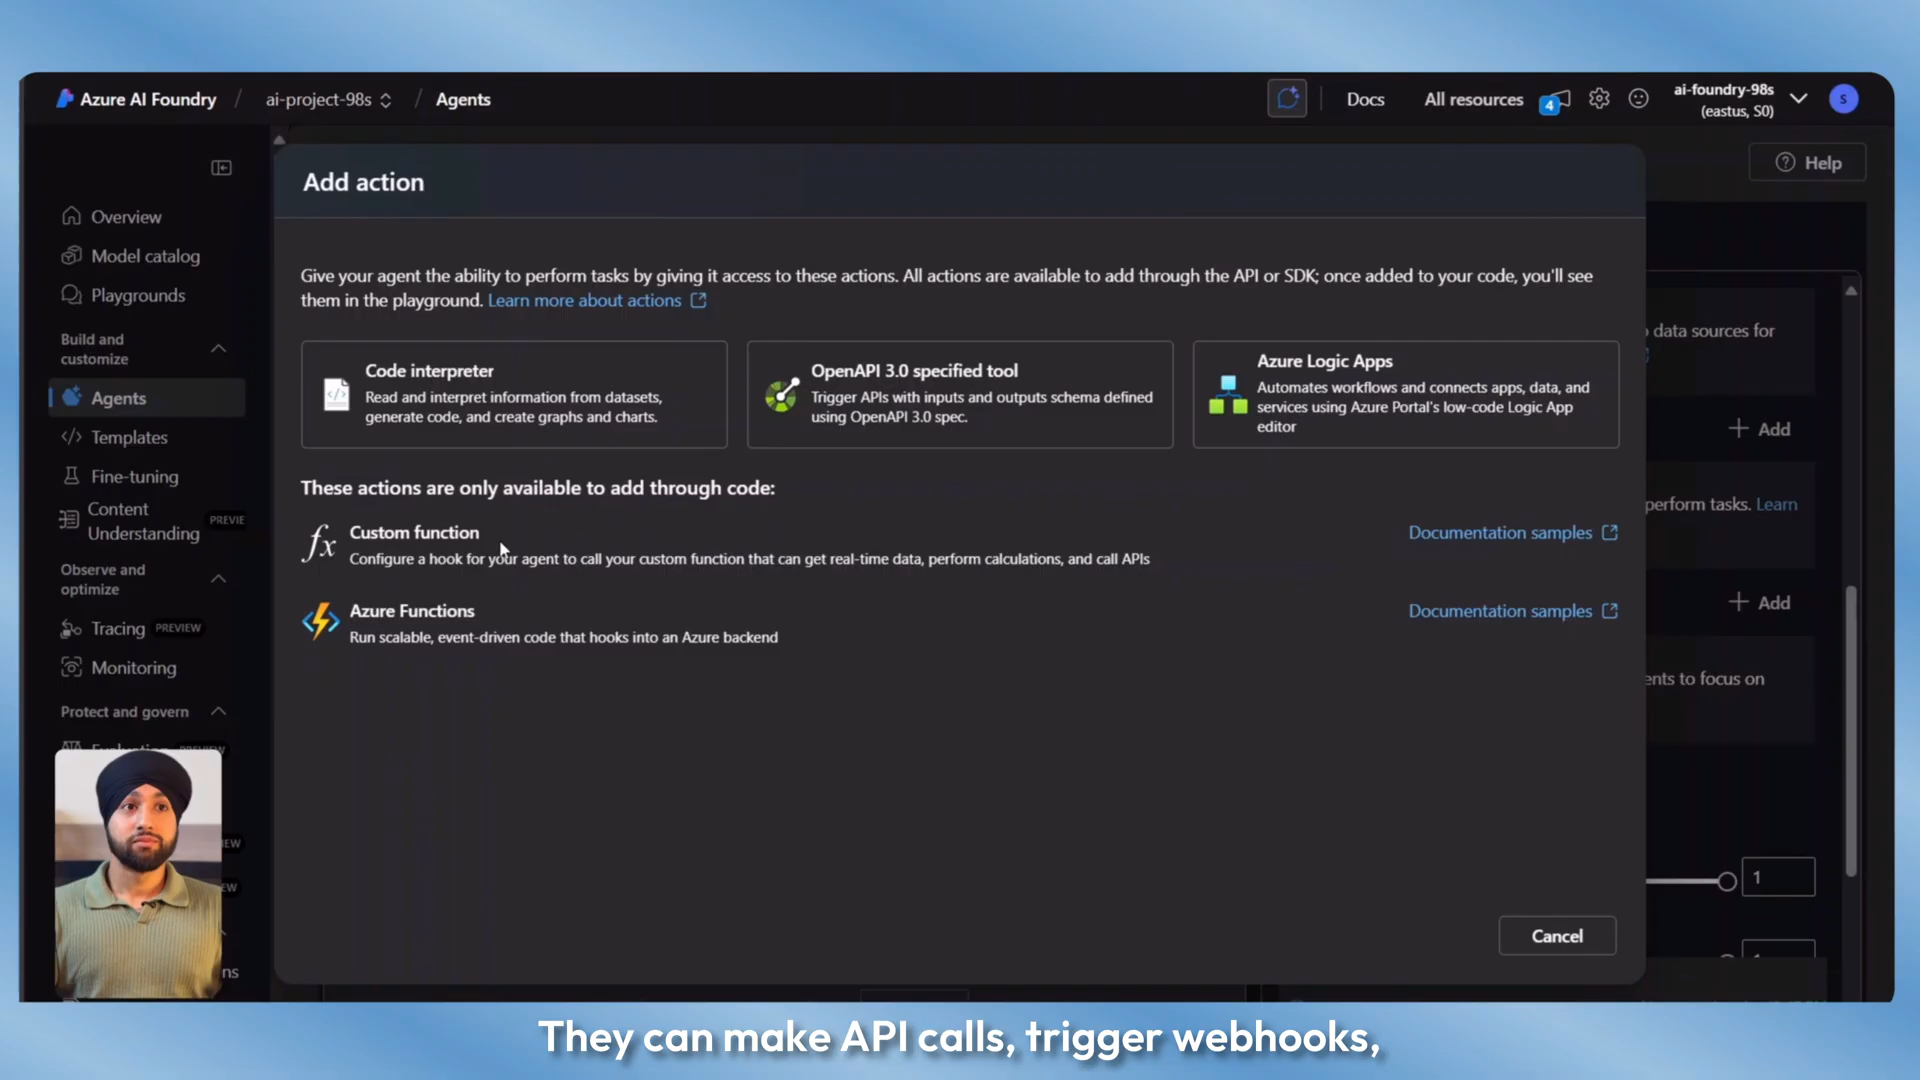 Azure AI Foundry / ai-project-98s / Agents
Docs
All resources
4
ai-foundry-98s
(eastus, S0)
S
Help
Overview
Model catalog
Playgrounds
Build and
customize
Agents
Templates
Fine-tuning
Content
Understanding
PREVIE
Observe and
optimize
Tracing PREVIEW
Monitoring
Protect and govern
Evaluation PREVIEW
EW
EW
ns
Add action
Give your agent the ability to perform tasks by giving it access to these actions. All actions are available to add through the API or SDK; once added to your code, you'll see
them in the playground. Learn more about actions
Code interpreter
Read and interpret information from datasets,
generate code, and create graphs and charts.
OpenAPI 3.0 specified tool
Trigger APIs with inputs and outputs schema defined
using OpenAPI 3.0 spec.
Azure Logic Apps
Automates workflows and connects apps, data, and
services using Azure Portal's low-code Logic App
editor
These actions are only available to add through code:
fx
Custom function
Configure a hook for your agent to call your custom function that can get real-time data, perform calculations, and call APIs
Documentation samples
Azure Functions
Run scalable, event-driven code that hooks into an Azure backend
Documentation samples
Cancel
data sources for
+ Add
perform tasks. Learn
+ Add
ents to focus on
1
They can make API calls, trigger webhooks,